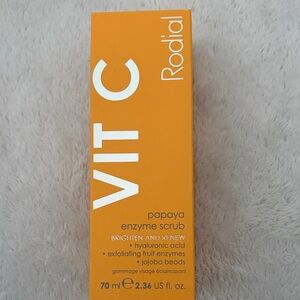 VIT C
Rodial
papaya
enzyme scrub
BRIGHTEN AND RENEW
• hyaluronic acid
• exfoliating fruit enzymes
• jojoba beads
gommage visage éclaircissant
70 ml ℮ 2.36 US fl. oz.